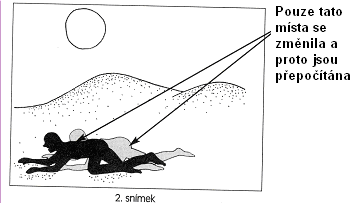 Pouze tato
místa se
změnila a
proto jsou
přepočítána
2. snímek